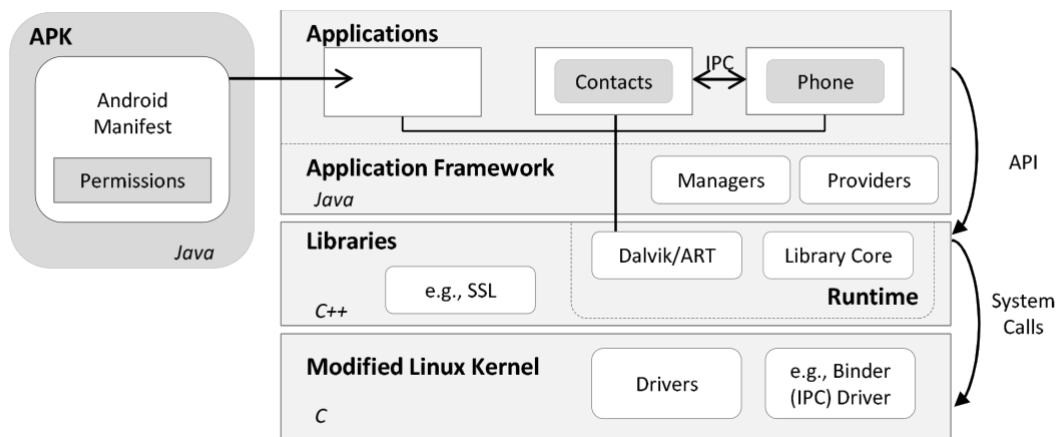 APK
Android
Manifest
Permissions
Java
Applications
Contacts
IPC
Phone
Application Framework
Java
Managers
Providers
API
Libraries
C++
e.g., SSL
Dalvik/ART
Library Core
Runtime
System
Calls
Modified Linux Kernel
C
Drivers
e.g., Binder
(IPC) Driver